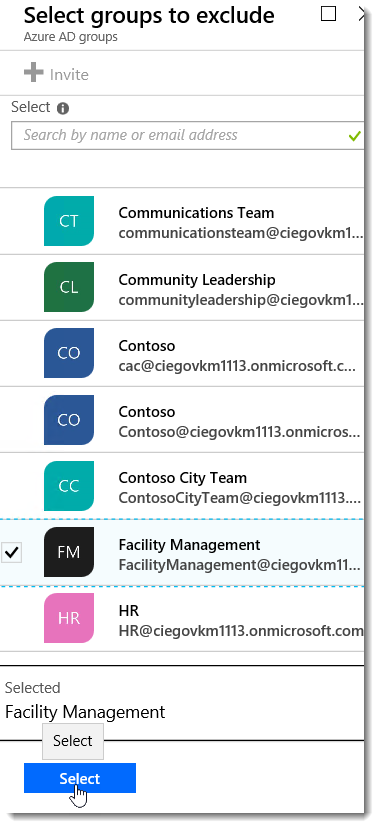 Select groups to exclude
Azure AD groups
Invite
Select
Search by name or email address
CT
Communications Team
communicationsteam@ciegovkm1...
CL
Community Leadership
communityleadership@ciegovkm1...
CO
Contoso
cac@ciegovkm1113.onmicrosoft.c...
CO
Contoso
Contoso@ciegovkm1113.onmicros...
CC
Contoso City Team
ContosoCityTeam@ciegovkm1113....
FM
Facility Management
FacilityManagement@ciegovkm11...
HR
HR
HR@ciegovkm1113.onmicrosoft.com
Selected
Facility Management
Select
Select